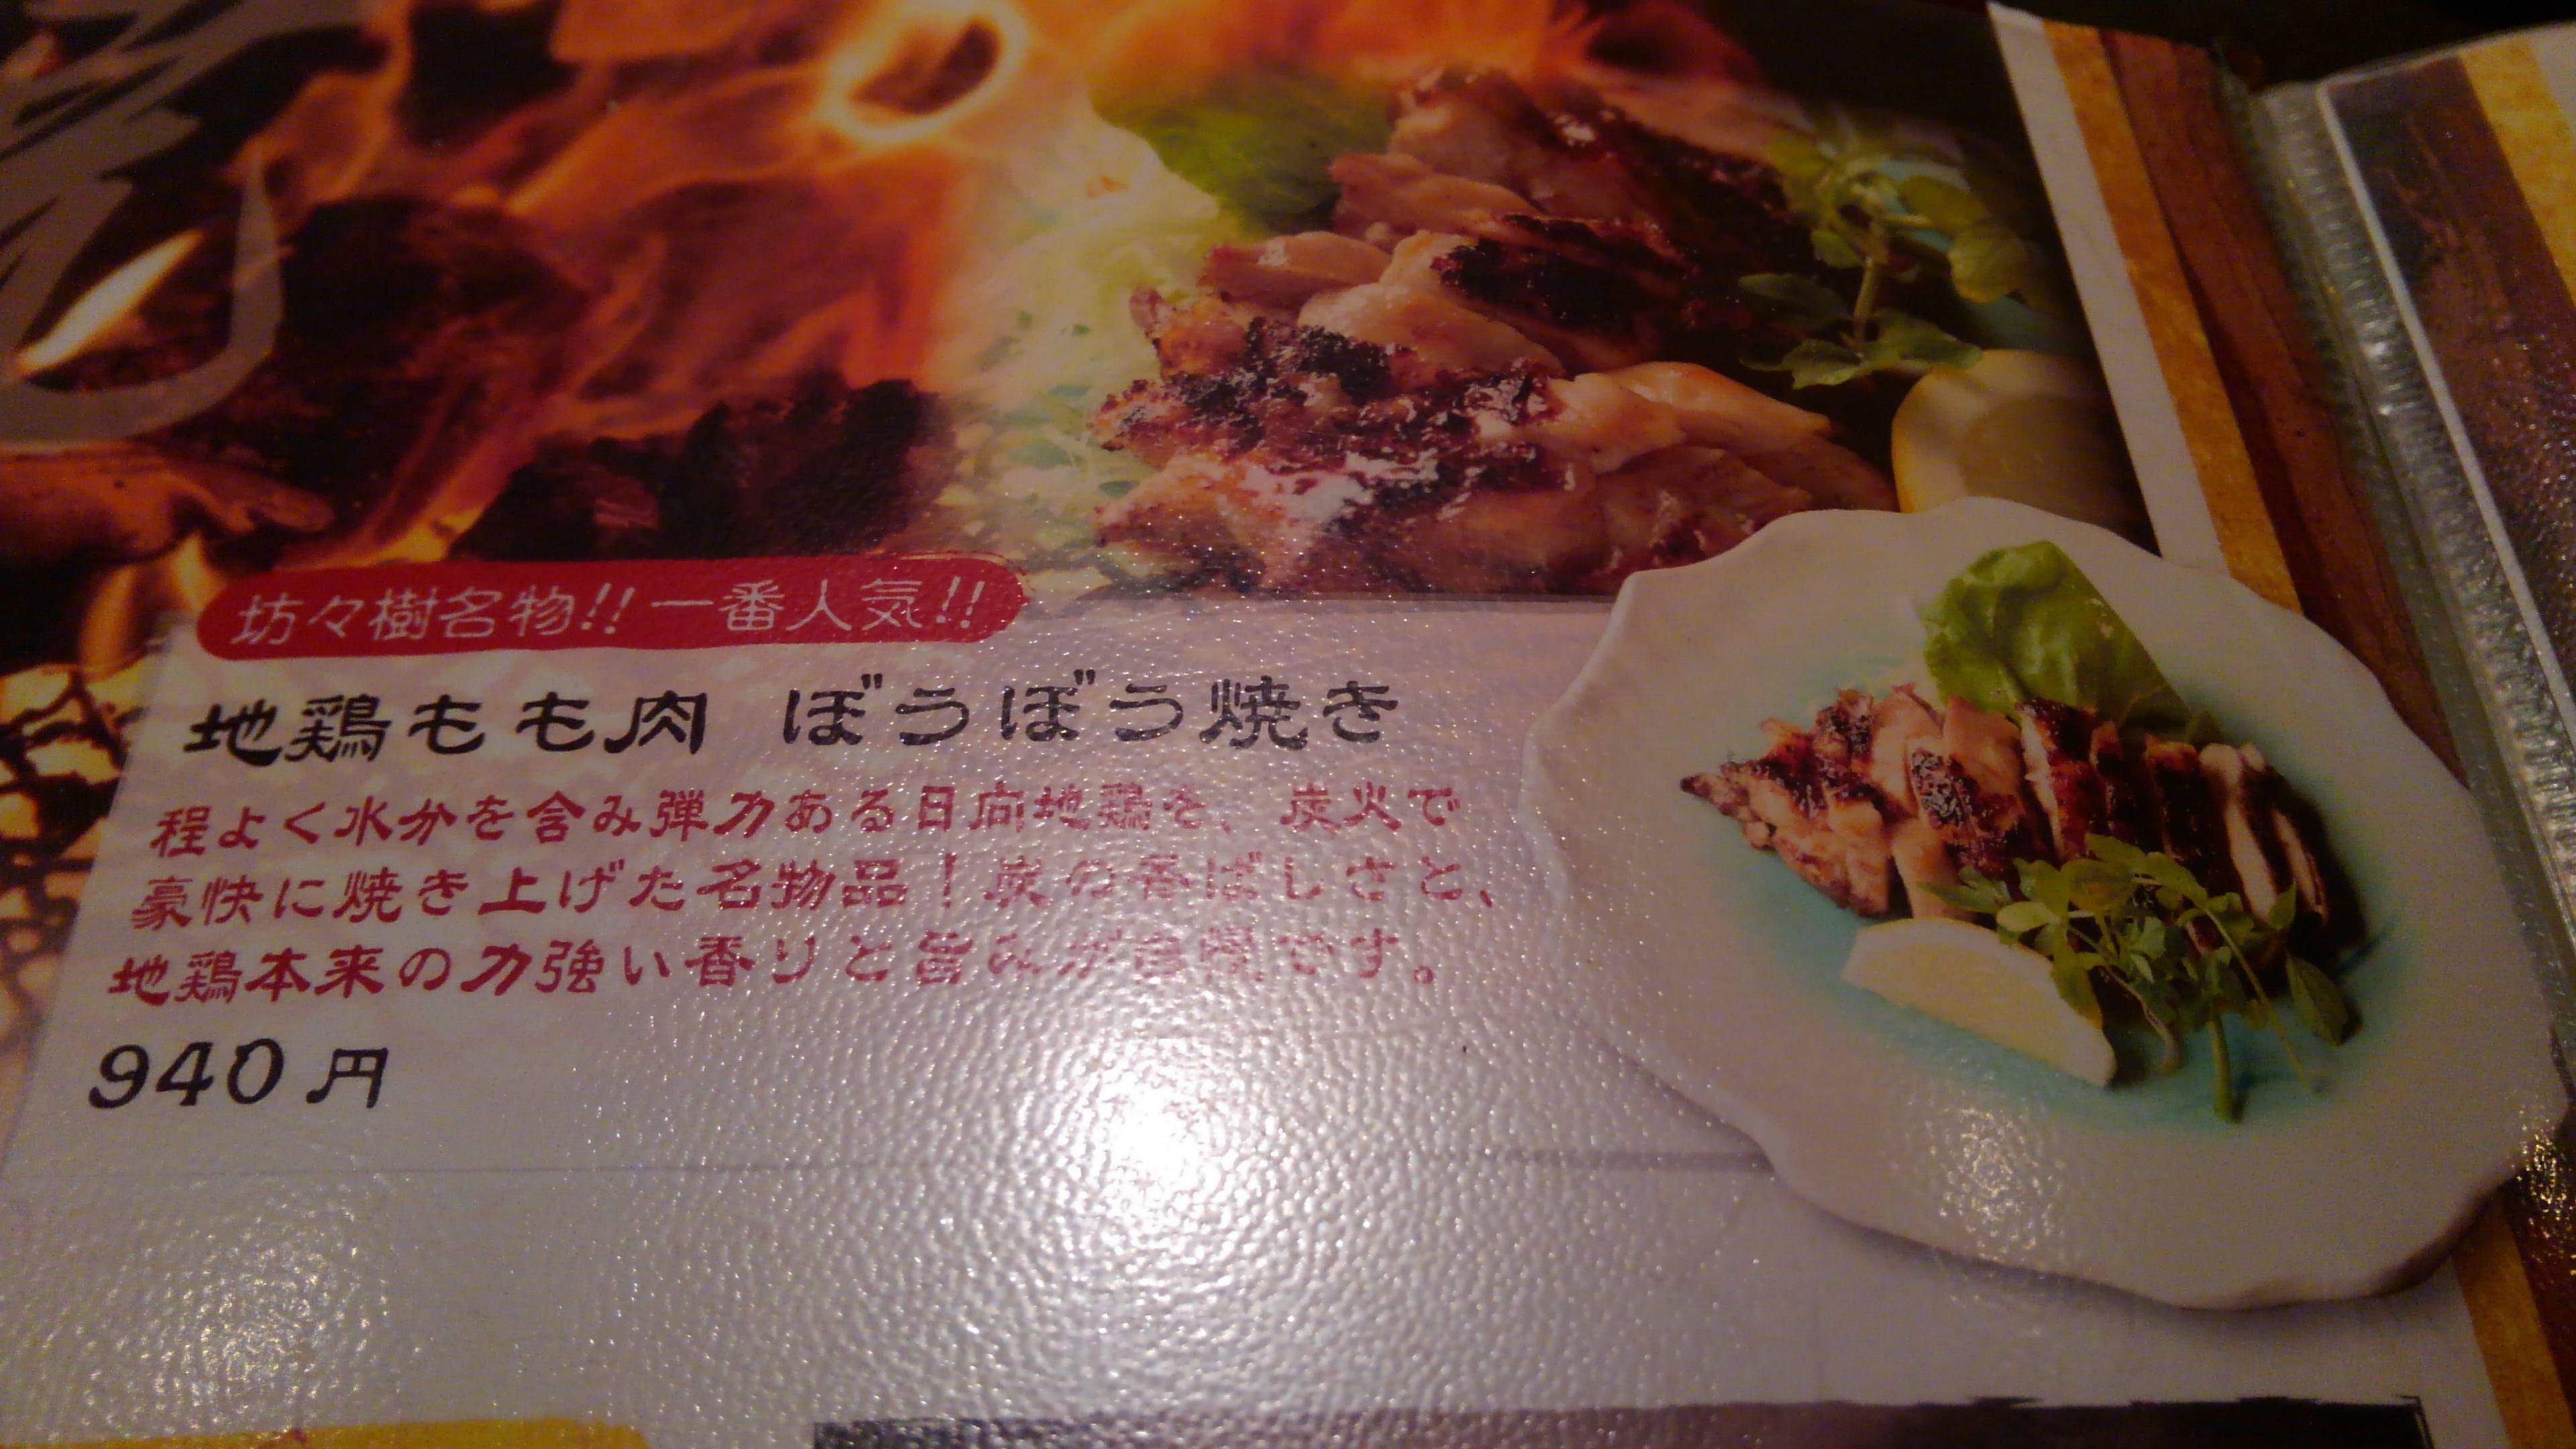 坊々樹名物!! 一番人気!!
地鶏もも肉 ぼうぼう焼き
程よく水分を含み弾力ある日向地鶏を、炭火で
豪快に焼き上げた名物品！炭の香ばしさと、
地鶏本来の力強い香りと旨みが自慢です。
940円